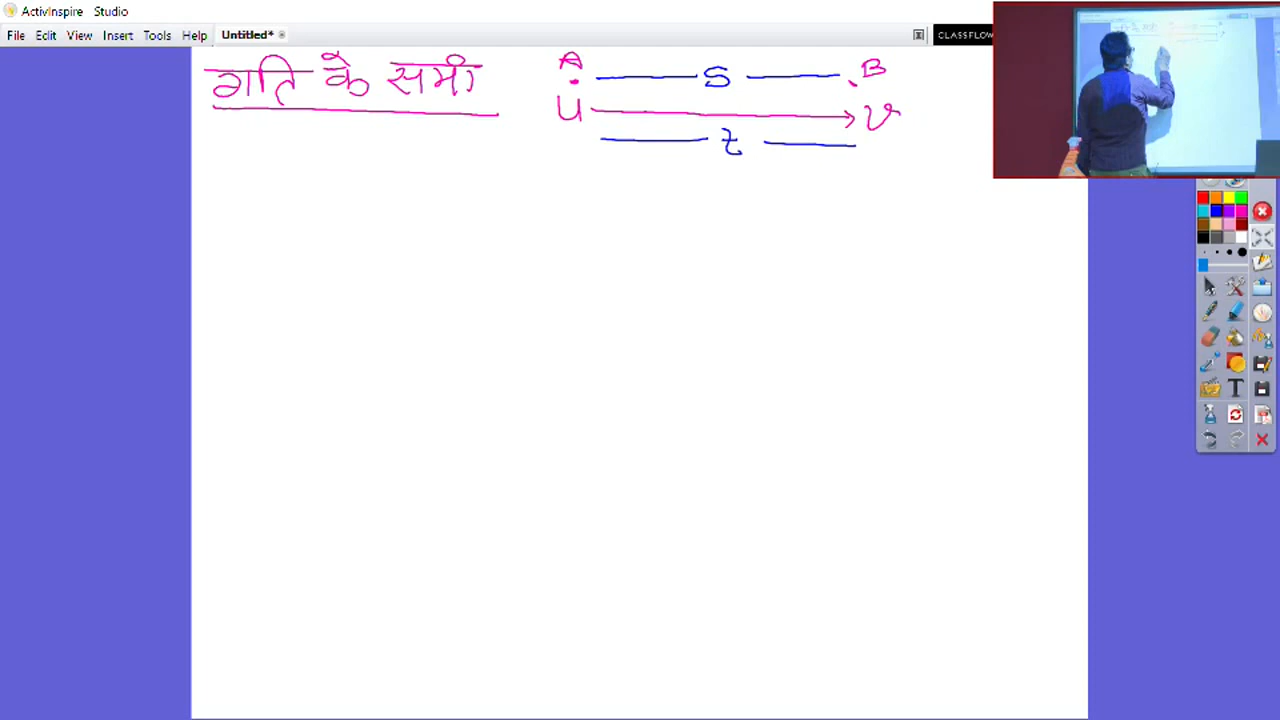 ActivInspire Studio
File Edit View Insert Tools Help Untitled*
CLASSFLOW
गति के समी
A S B
u v
t